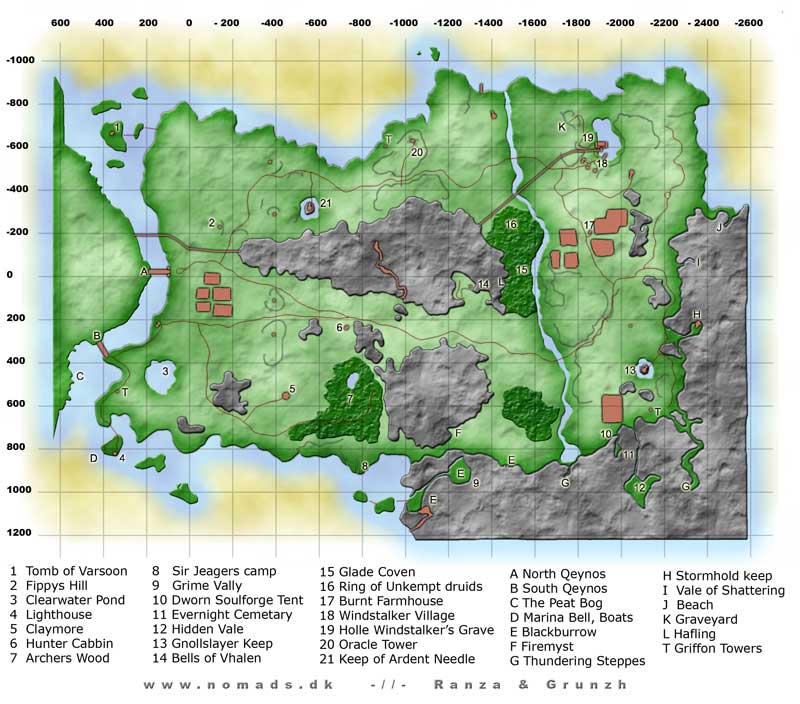 600 400 200 0 - 200 -400 -600 -800 -1000 -1200 -1400 -1600 -1800 -2000 -2200 - 2400 -2600
-1000
-800
-600
-400
-200
0
200
400
600
800
1000
1200
1
T
20
K
19
18
2
21
16
17
J
A
14
L
15
I
6
H
B
C
3
T
5
7
13
T
F
10
D
4
8
E
9
E
G
11
12
G
E
1 Tomb of Varsoon
2 Fippys Hill
3 Clearwater Pond
4 Lighthouse
5 Claymore
6 Hunter Cabbin
7 Archers Wood
8 Sir Jeagers camp
9 Grime Vally
10 Dworn Soulforge Tent
11 Evernight Cemetary
12 Hidden Vale
13 Gnollslayer Keep
14 Bells of Vhalen
15 Glade Coven
16 Ring of Unkempt druids
17 Burnt Farmhouse
18 Windstalker Village
19 Holle Windstalker's Grave
20 Oracle Tower
21 Keep of Ardent Needle
A North Qeynos
B South Qeynos
C The Peat Bog
D Marina Bell, Boats
E Blackburrow
F Firemyst
G Thundering Steppes
H Stormhold keep
I Vale of Shattering
J Beach
K Graveyard
L Hafling
T Griffon Towers
www.nomads.dk -//- Ranza & Grunzh